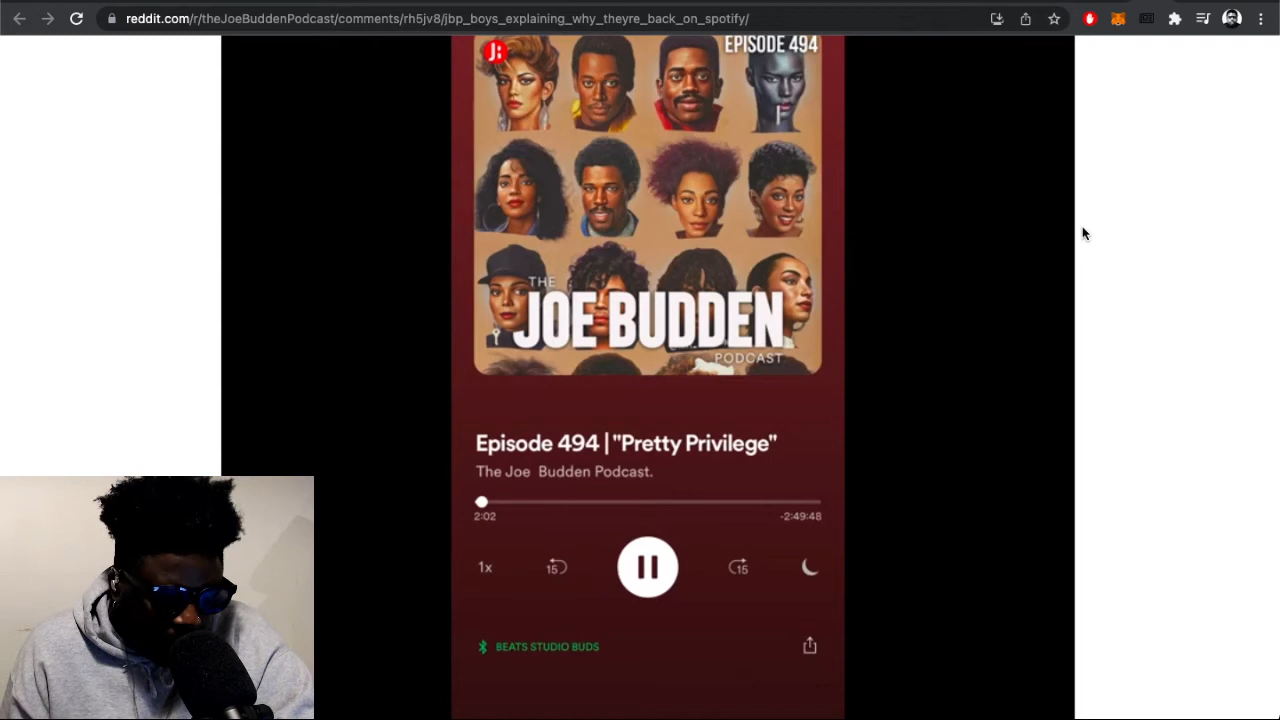 reddit.com/r/theJoeBuddenPodcast/comments/rh5jv8/jbp_boys_explaining_why_theyre_back_on_spotify/
J:
EPISODE 494
THE
JOE BUDDEN
PODCAST
Episode 494 | "Pretty Privilege"
The Joe Budden Podcast.
2:02
-2:49:48
1x
15
15
BEATS STUDIO BUDS